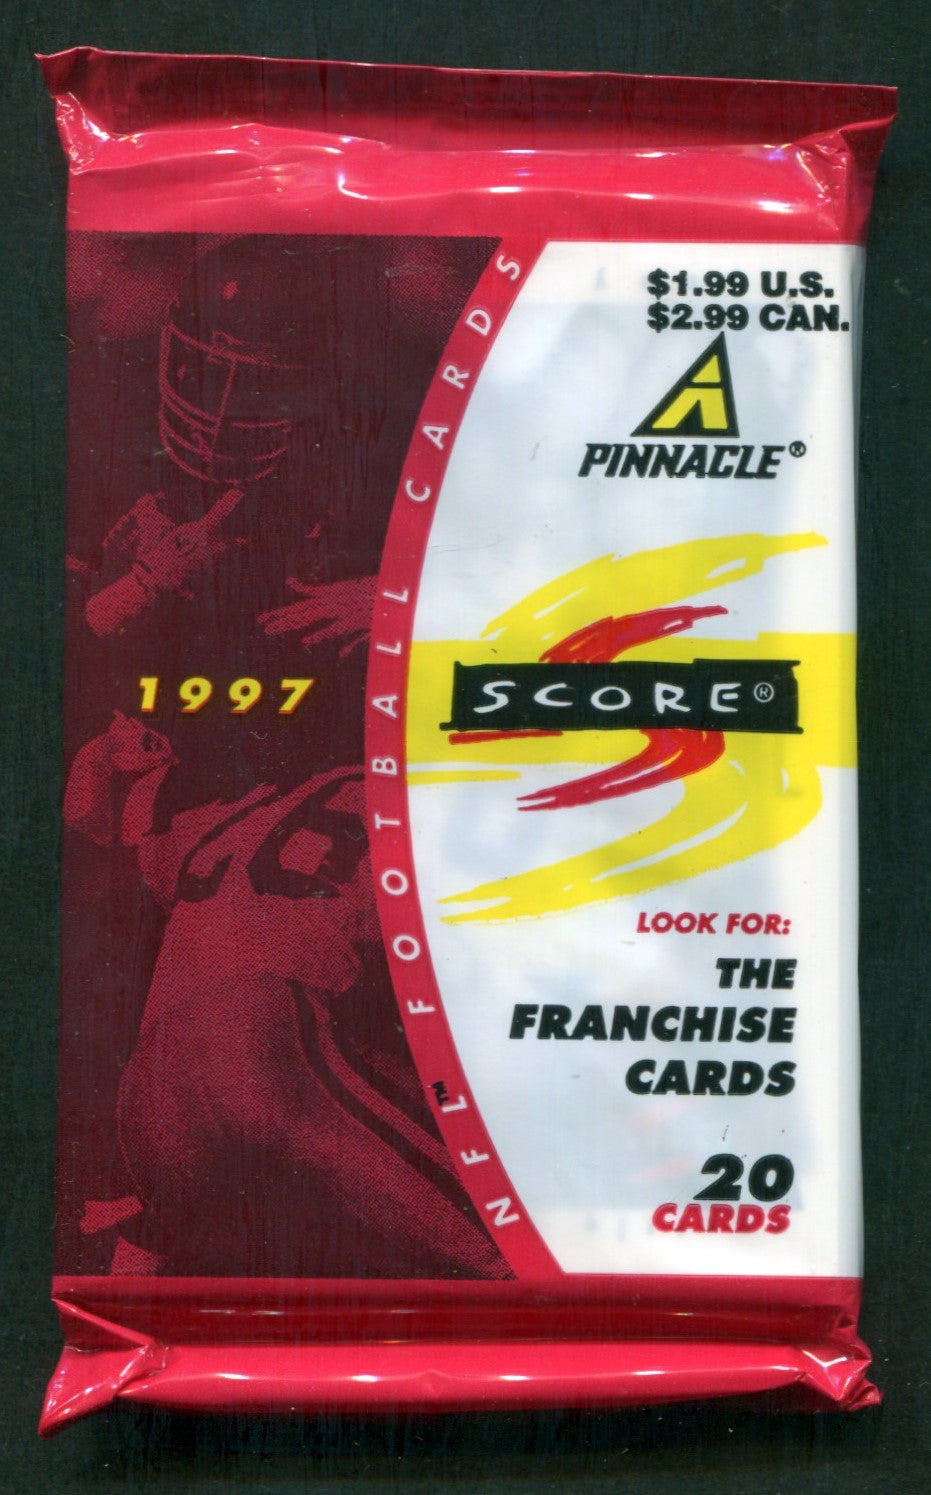 $1.99 U.S.
$2.99 CAN.
PINNACLE®
NFL™ FOOTBALL CARDS
1997
SCORE®
LOOK FOR:
THE
FRANCHISE
CARDS
20
CARDS